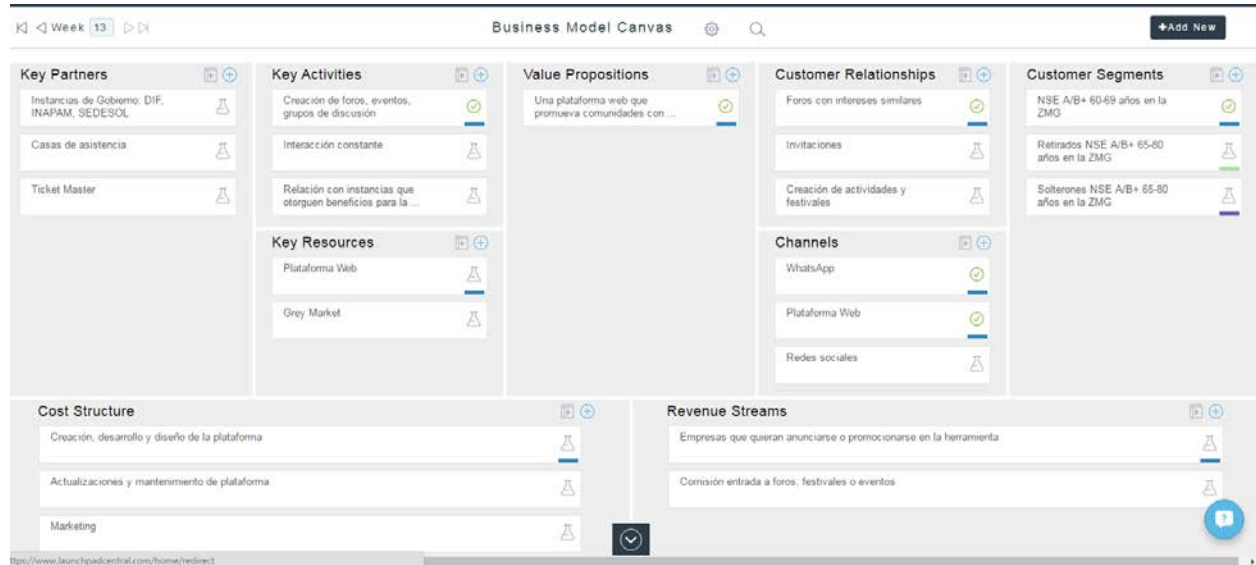 Week 13
Business Model Canvas
+Add New
Key Partners
Instancias de Gobierno: DIF,
INAPAM, SEDESOL
Casas de asistencia
Ticket Master
Key Activities
Creación de foros, eventos,
grupos de discusión
Interacción constante
Relación con instancias que
otorguen beneficios para la ...
Key Resources
Plataforma Web
Grey Market
Value Propositions
Una plataforma web que
promueva comunidades con ...
Customer Relationships
Foros con intereses similares
Invitaciones
Creación de actividades y
festivales
Channels
WhatsApp
Plataforma Web
Redes sociales
Customer Segments
NSE A/B+ 60-69 años en la
ZMG
Retirados NSE A/B+ 65-80
años en la ZMG
Solterones NSE A/B+ 65-80
años en la ZMG
Cost Structure
Creación, desarrollo y diseño de la plataforma
Actualizaciones y mantenimiento de plataforma
Marketing
Revenue Streams
Empresas que quieran anunciarse o promocionarse en la herramienta
Comisión entrada a foros, festivales o eventos
?
ttps://www.launchpadcentral.com/home/redirect